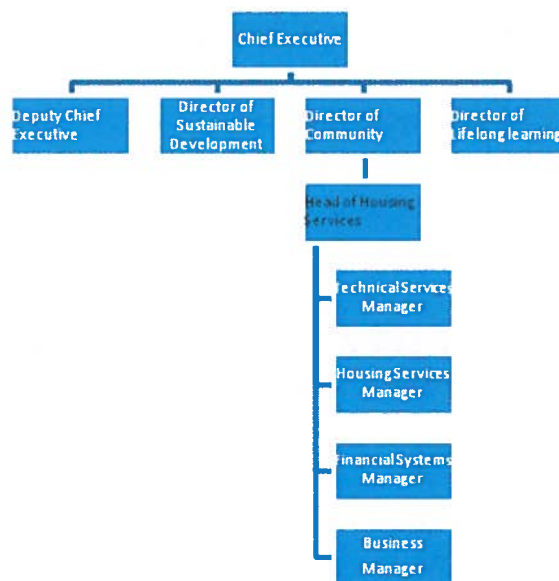 Chief Executive
Deputy Chief
Executive
Director of
Sustainable
Development
Director of
Community
Director of
Lifelong learning
Head of Housing
Services
Technical Services
Manager
Housing Services
Manager
Financial Systems
Manager
Business
Manager